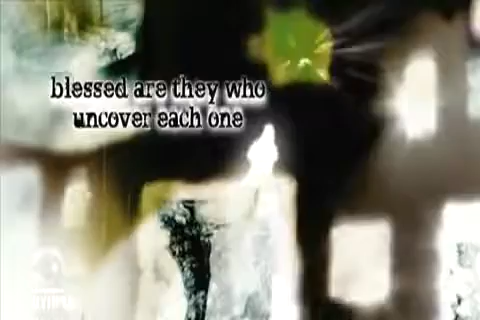 blessed are they who
uncover each one